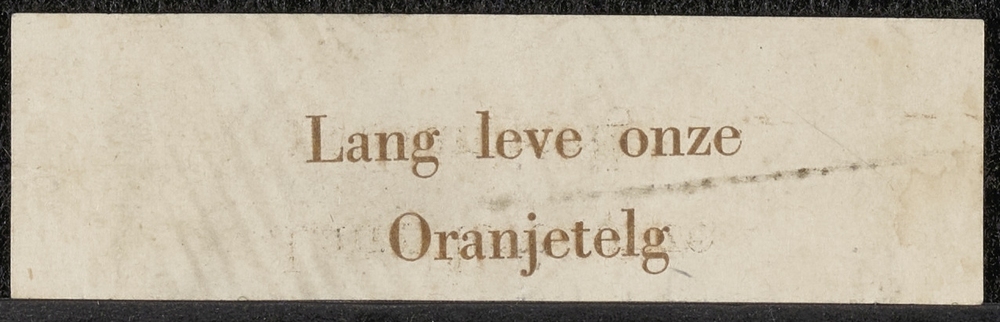 Lang leve onze
Oranjetelg